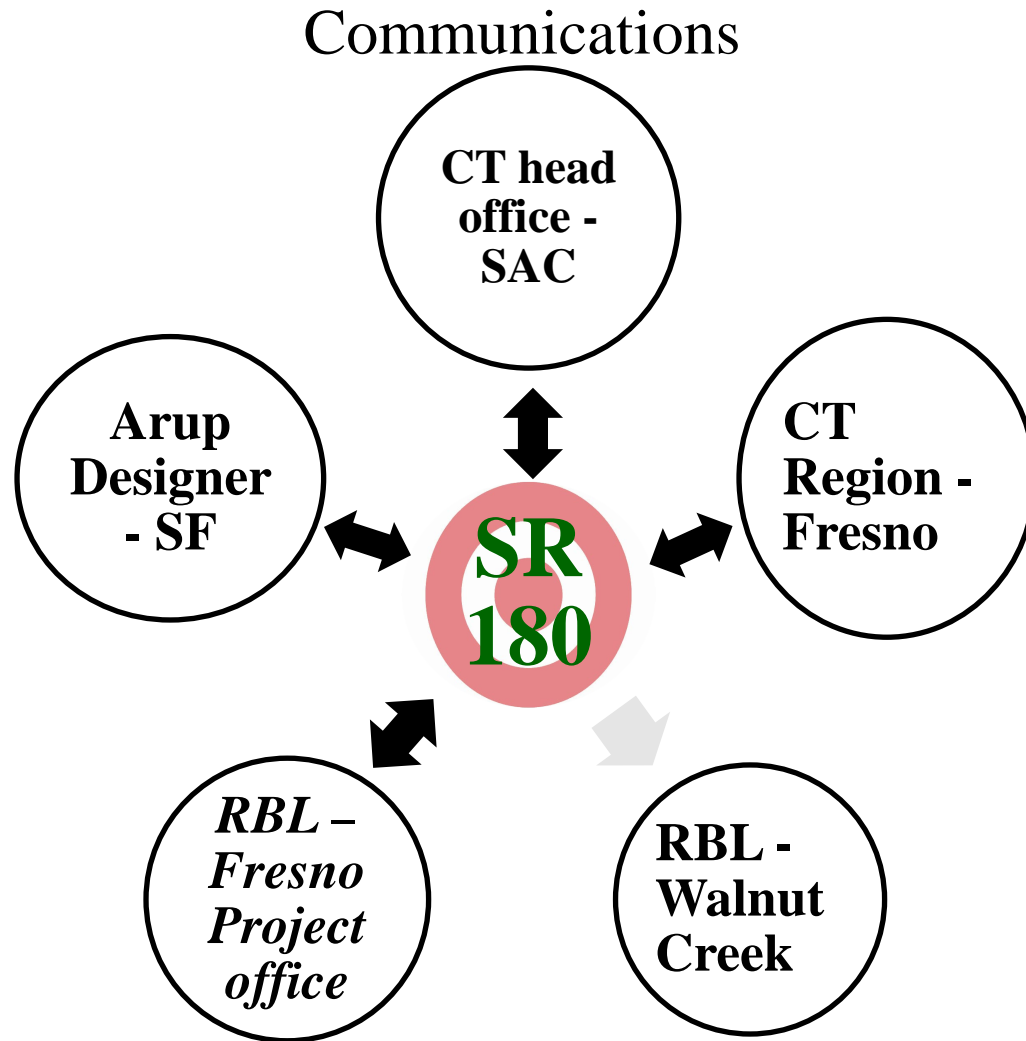 Communications
CT head
office -
SAC
Arup
Designer
- SF
CT
Region -
Fresno
SR
180
RBL –
Fresno
Project
office
RBL -
Walnut
Creek